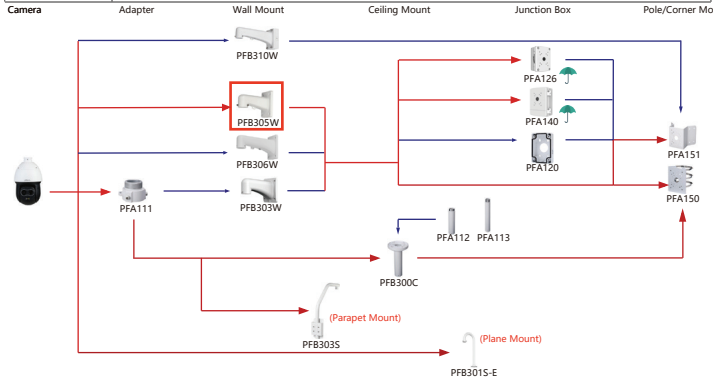 Camera Adapter Wall Mount Ceiling Mount Junction Box Pole/Corner Mo
PFB310W
PFA126
PFB305W
PFA140
PFB306W
PFA120
PFA151
PFA111
PFB303W
PFA150
PFA112 PFA113
PFB300C
(Parapet Mount)
PFB303S
(Plane Mount)
PFB301S-E